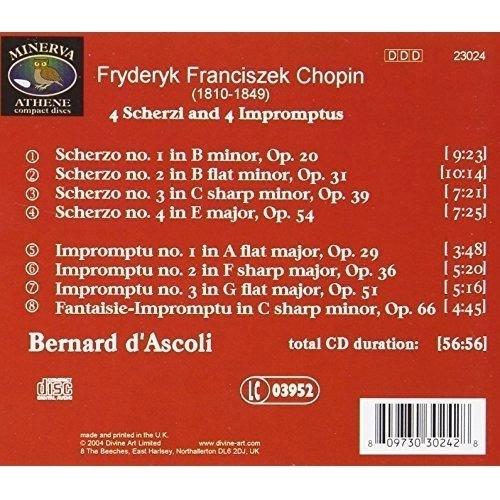 MINERVA
ATHENE
compact discs
DDD
23024
Fryderyk Franciszek Chopin
(1810-1849)
4 Scherzi and 4 Impromptus
① Scherzo no. 1 in B minor, Op. 20 [ 9:23]
② Scherzo no. 2 in B flat minor, Op. 31 [10:14]
③ Scherzo no. 3 in C sharp minor, Op. 39 [ 7:21]
④ Scherzo no. 4 in E major, Op. 54 [ 7:25]
⑤ Impromptu no. 1 in A flat major, Op. 29 [ 3:48]
⑥ Impromptu no. 2 in F sharp major, Op. 36 [ 5:20]
⑦ Impromptu no. 3 in G flat major, Op. 51 [ 5:16]
⑧ Fantaisie-Impromptu in C sharp minor, Op. 66 [ 4:45]
Bernard d'Ascoli total CD duration: [56:56]
COMPACT
disc
DIGITAL AUDIO
LC 03952
made and printed in the U.K.
© 2004 Divine Art Limited www.divine-art.com
8 The Beeches, East Harlsey, Northallerton DL6 2DJ, UK
8 09730 30242 8